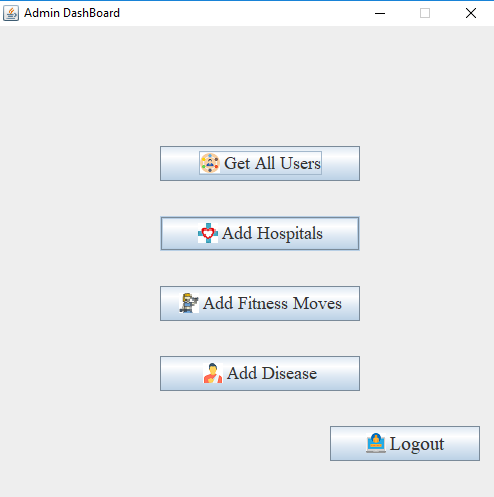 Admin DashBoard
Get All Users
Add Hospitals
Add Fitness Moves
Add Disease
Logout